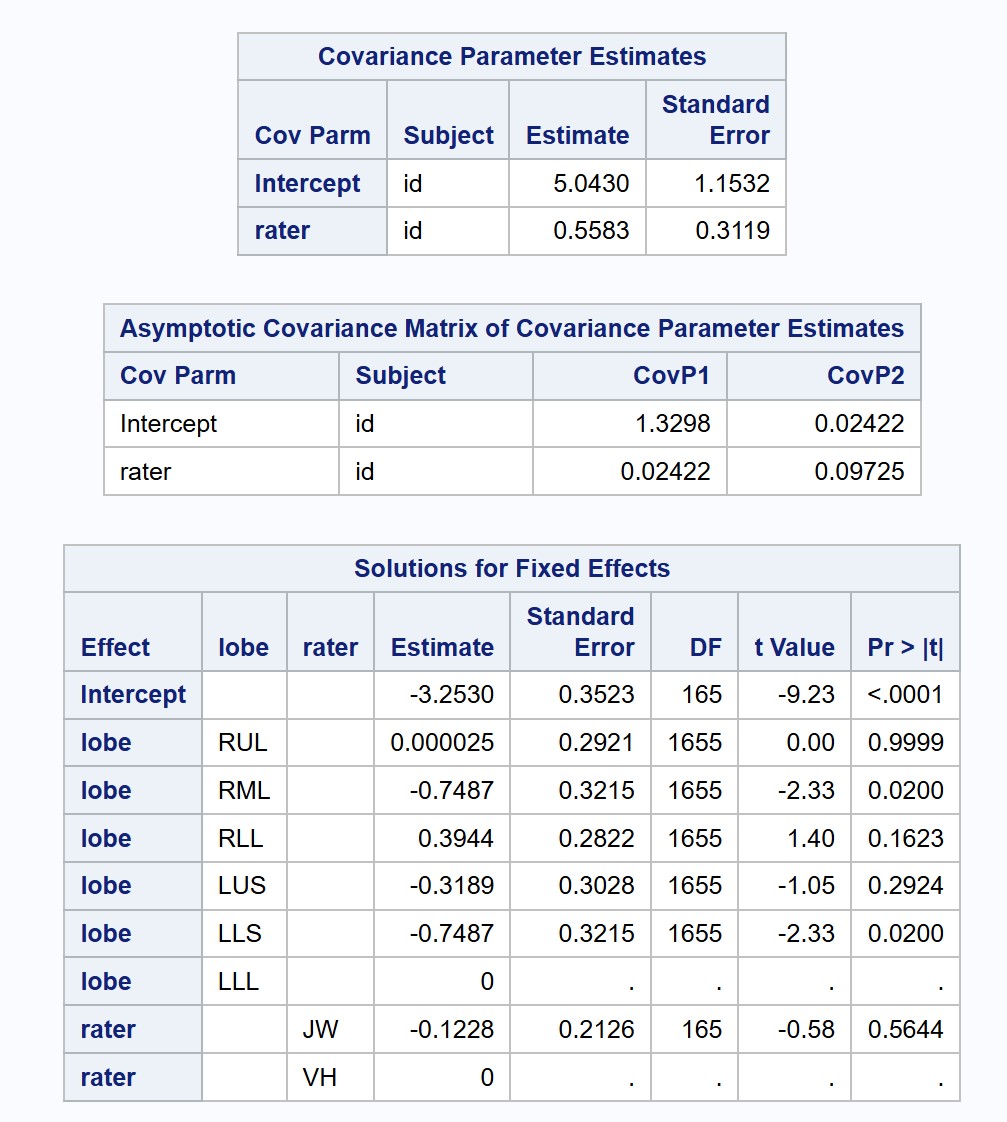 Covariance Parameter Estimates
Cov Parm Subject Estimate Standard Error
Intercept id 5.0430 1.1532
rater id 0.5583 0.3119
Asymptotic Covariance Matrix of Covariance Parameter Estimates
Cov Parm Subject CovP1 CovP2
Intercept id 1.3298 0.02422
rater id 0.02422 0.09725
Solutions for Fixed Effects
Effect lobe rater Estimate Standard Error DF t Value Pr > |t|
Intercept -3.2530 0.3523 165 -9.23 <.0001
lobe RUL 0.000025 0.2921 1655 0.00 0.9999
lobe RML -0.7487 0.3215 1655 -2.33 0.0200
lobe RLL 0.3944 0.2822 1655 1.40 0.1623
lobe LUS -0.3189 0.3028 1655 -1.05 0.2924
lobe LLS -0.7487 0.3215 1655 -2.33 0.0200
lobe LLL 0 . . . .
rater JW -0.1228 0.2126 165 -0.58 0.5644
rater VH 0 . . . .